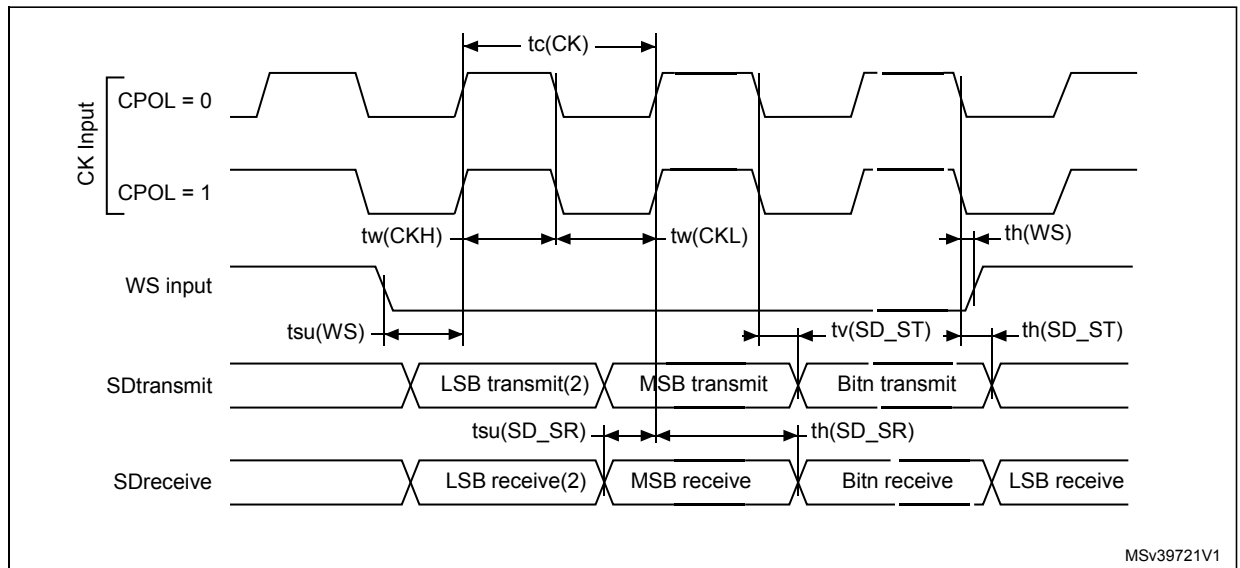 tc(CK)
CK Input
CPOL = 0
CPOL = 1
tw(CKH)
tw(CKL)
th(WS)
WS input
tsu(WS)
tv(SD_ST)
th(SD_ST)
SDtransmit
LSB transmit(2)
MSB transmit
Bitn transmit
tsu(SD_SR)
th(SD_SR)
SDreceive
LSB receive(2)
MSB receive
Bitn receive
LSB receive
MSv39721V1